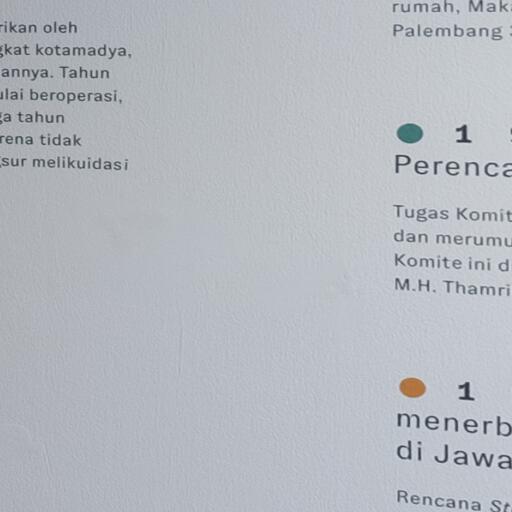 rikan oleh
gkat kotamadya,
annya. Tahun
ulai beroperasi,
ga tahun
rena tidak
gsur melikuidasi
rumah, Mak
Palembang
1
Perenca
Tugas Komit
dan merumu
Komite ini d
M.H. Thamri
1
menerb
di Jawa
Rencana St